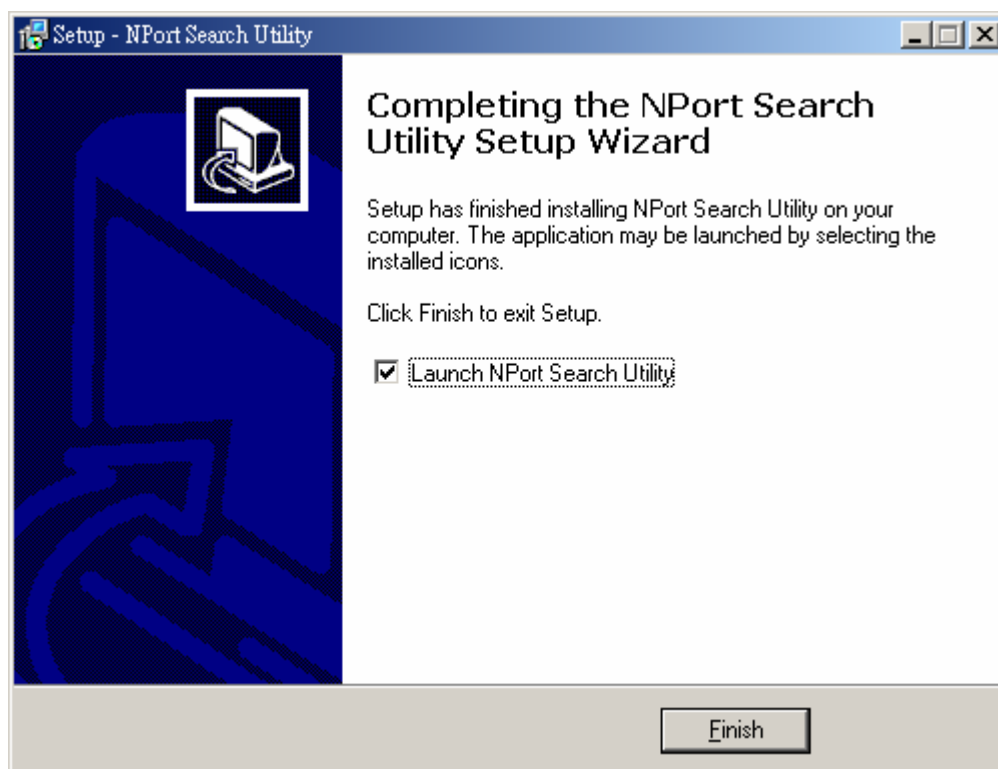 Setup - NPort Search Utility
Completing the NPort Search
Utility Setup Wizard
Setup has finished installing NPort Search Utility on your
computer. The application may be launched by selecting the
installed icons.
Click Finish to exit Setup.
Launch NPort Search Utility
Finish